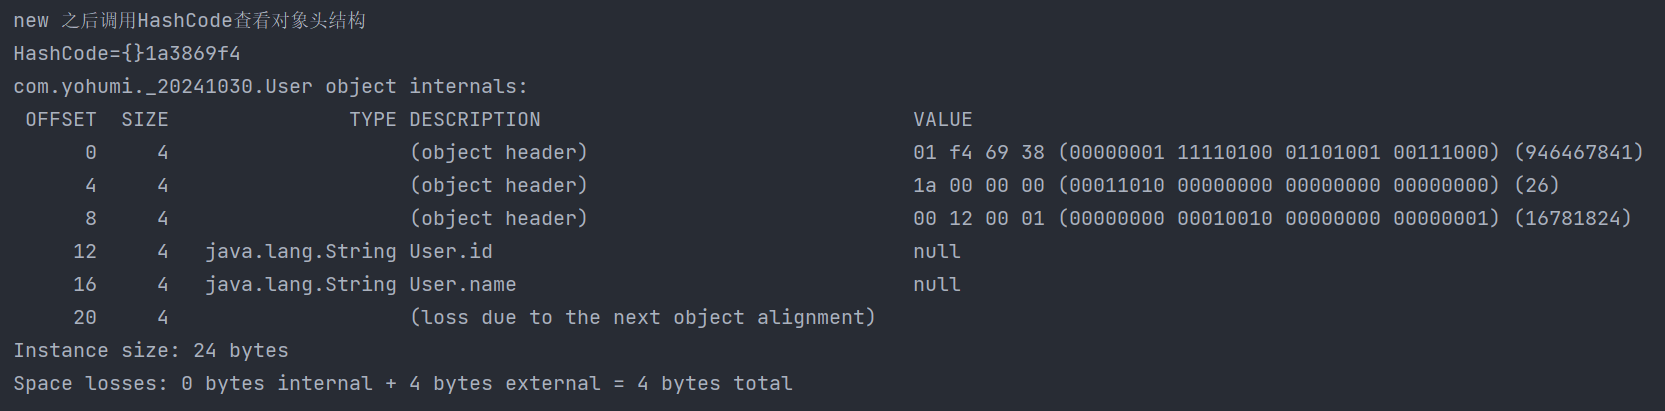 new 之后调用HashCode查看对象头结构
HashCode={}1a3869f4
com.yohumi._20241030.User object internals:
OFFSET  SIZE               TYPE DESCRIPTION                               VALUE
      0     4                    (object header)                           01 f4 69 38 (00000001 11110100 01101001 00111000) (946467841)
      4     4                    (object header)                           1a 00 00 00 (00011010 00000000 00000000 00000000) (26)
      8     4                    (object header)                           00 12 00 01 (00000000 00010010 00000000 00000001) (16781824)
     12     4   java.lang.String User.id                                   null
     16     4   java.lang.String User.name                                 null
     20     4                    (loss due to the next object alignment)
Instance size: 24 bytes
Space losses: 0 bytes internal + 4 bytes external = 4 bytes total